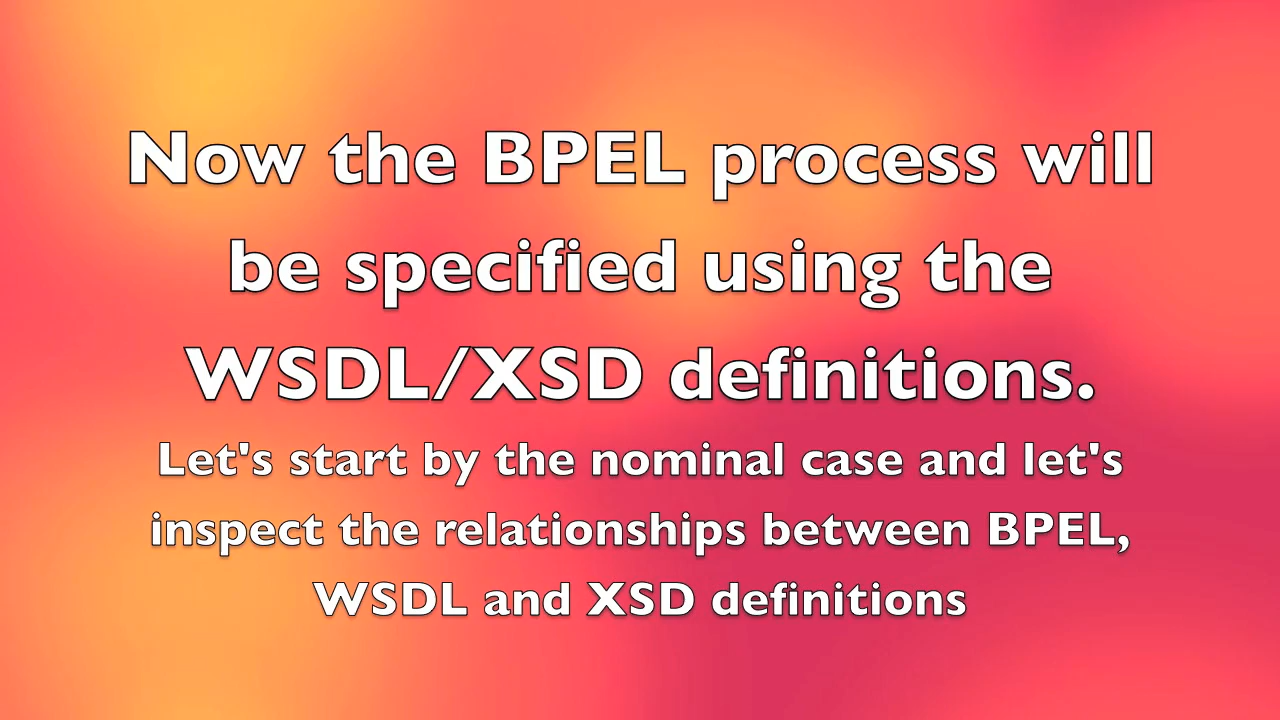 Now the BPEL process will
be specified using the
WSDL/XSD definitions.
Let's start by the nominal case and let's
inspect the relationships between BPEL,
WSDL and XSD definitions